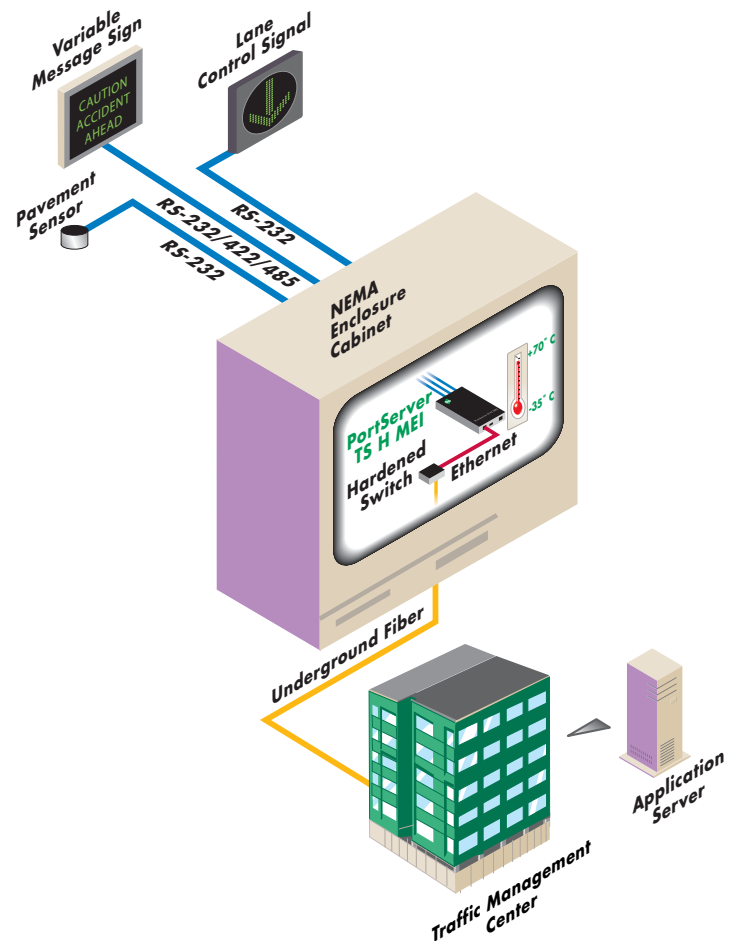 Variable
Message Sign
Lane
Control Signal
CAUTION
ACCIDENT
AHEAD
Pavement
Sensor
RS-232
RS-232/422/485
RS-232
NEMA
Enclosure
Cabinet
+70° C
-35° C
PortServer
TS H MEI
Hardened
Switch
Ethernet
Underground Fiber
Application
Server
Traffic Management
Center